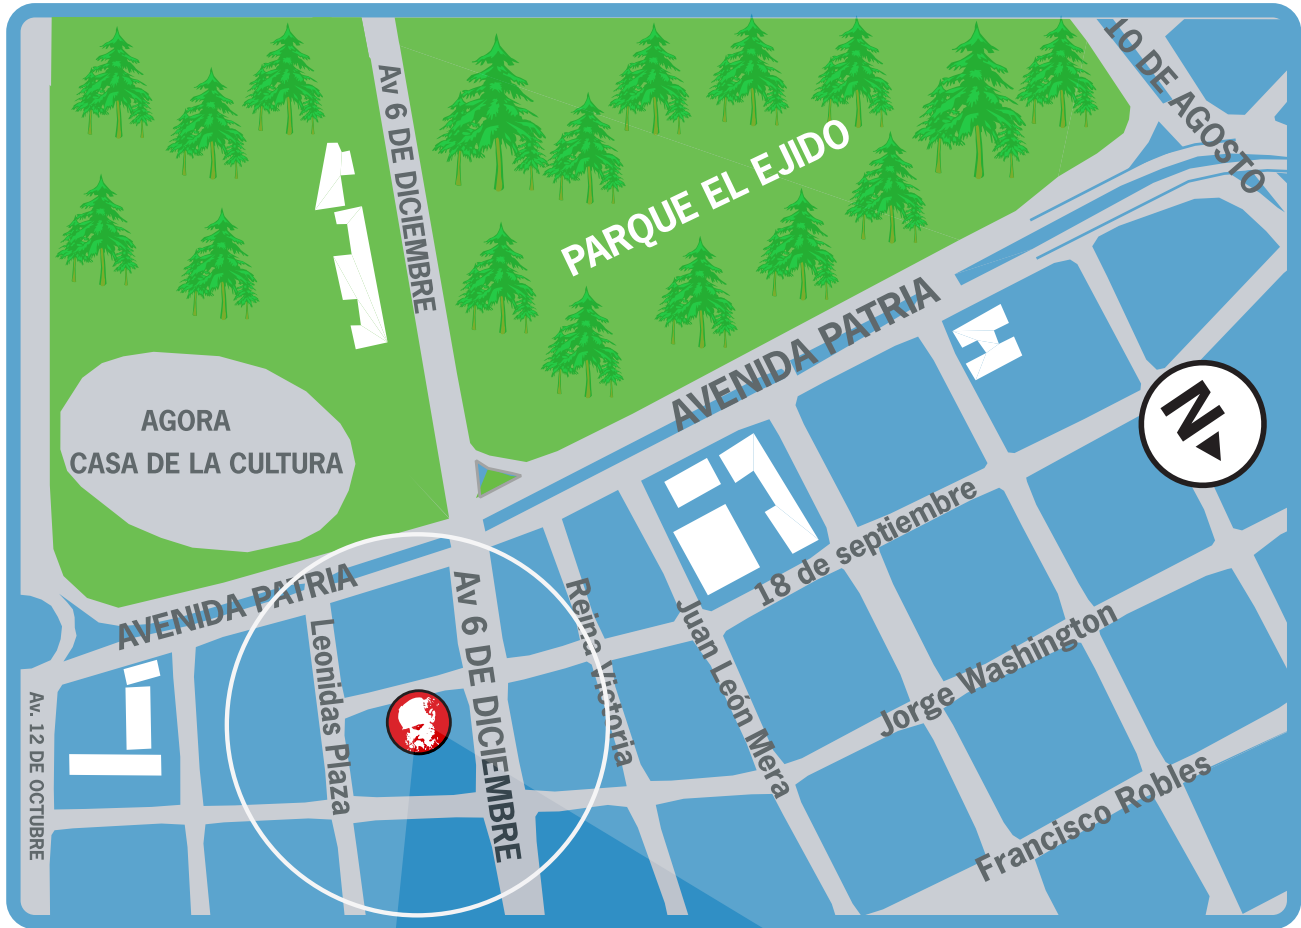 10 DE AGOSTO
Av 6 DE DICIEMBRE
PARQUE EL EJIDO
AVENIDA PATRIA
AGORA
CASA DE LA CULTURA
N
18 de septiembre
AVENIDA PATRIA
Av 6 DE DICIEMBRE
Reina Victoria
Juan León Mera
Jorge Washington
Leonidas Plaza
Av. 12 DE OCTUBRE
Francisco Robles